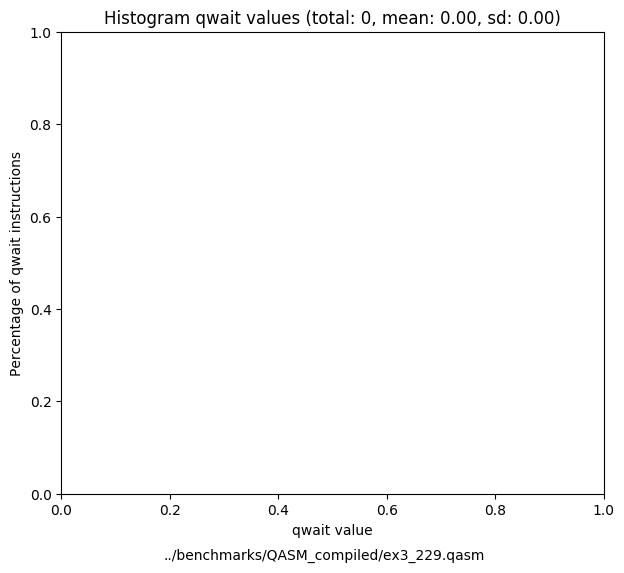 Histogram qwait values (total: 0, mean: 0.00, sd: 0.00)
Percentage of qwait instructions
1.0
0.8
0.6
0.4
0.2
0.0
0.0 0.2 0.4 0.6 0.8 1.0
qwait value
../benchmarks/QASM_compiled/ex3_229.qasm